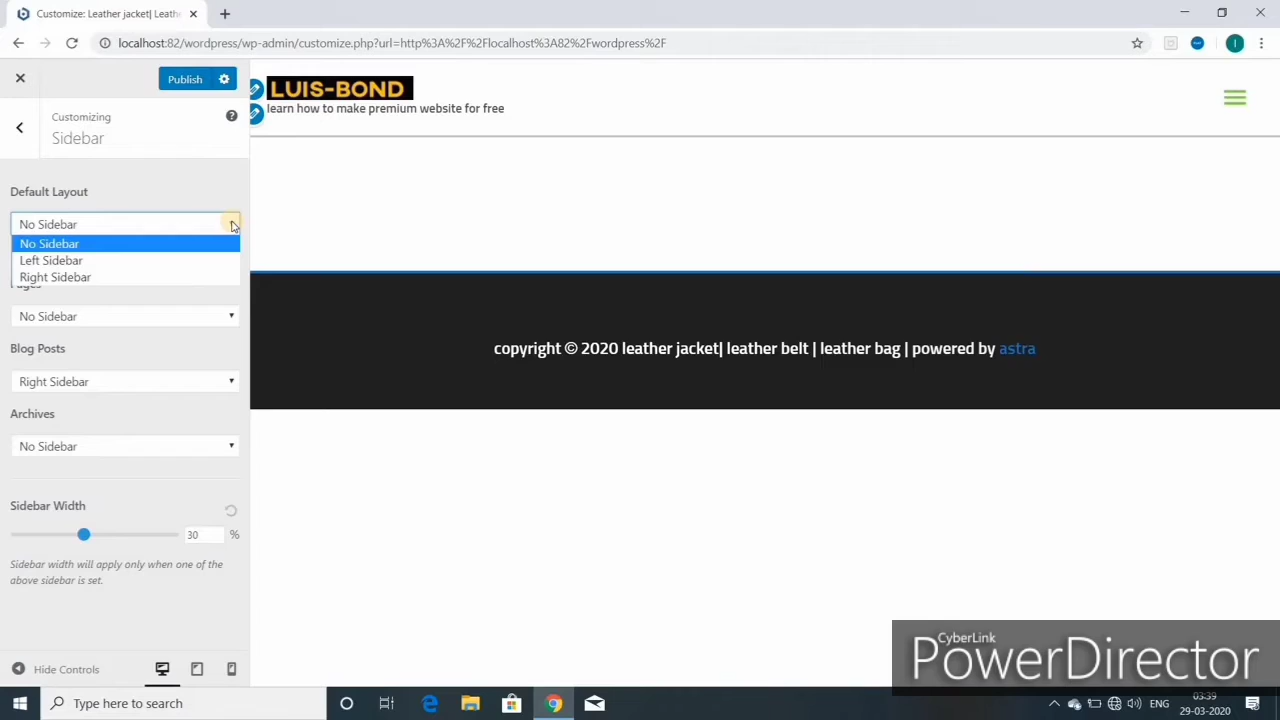 Customize: Leather jacket| Leathe
localhost:82/wordpress/wp-admin/customize.php?url=http%3A%2F%2Flocalhost%3A82%2Fwordpress%2F
Publish
Customizing
Sidebar
LUIS-BOND
learn how to make premium website for free
Default Layout
No Sidebar
No Sidebar
Left Sidebar
Right Sidebar
Pages
No Sidebar
Blog Posts
Right Sidebar
Archives
No Sidebar
Sidebar Width
30 %
Sidebar width will apply only when one of the
above sidebar is set.
copyright © 2020 leather jacket| leather belt | leather bag | powered by astra
Hide Controls
CyberLink
PowerDirector
Type here to search
ENG
03:39
29-03-2020